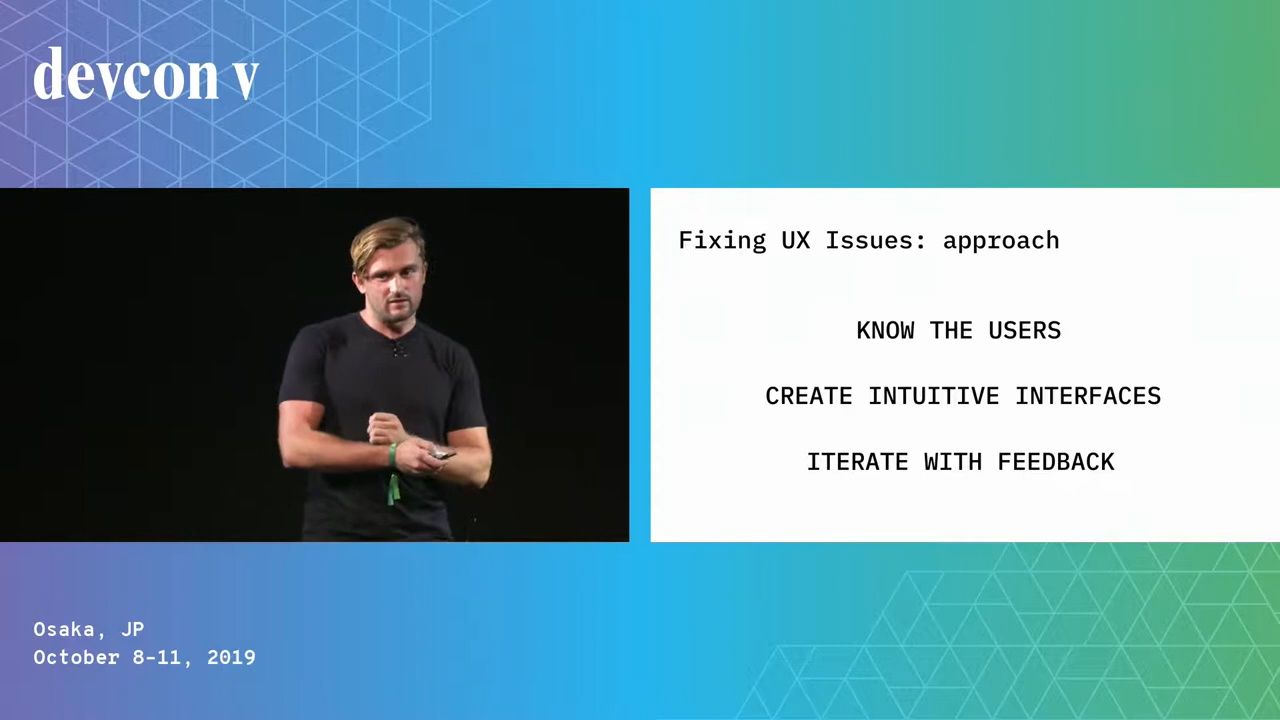 devcon v
Fixing UX Issues: approach
KNOW THE USERS
CREATE INTUITIVE INTERFACES
ITERATE WITH FEEDBACK
Osaka, JP
October 8-11, 2019